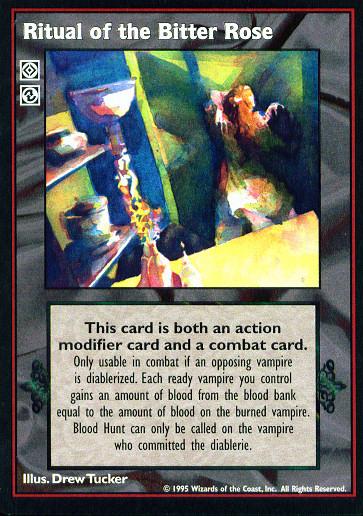 Ritual of the Bitter Rose
This card is both an action
modifier card and a combat card.
Only usable in combat if an opposing vampire
is diablerized. Each ready vampire you control
gains an amount of blood from the blood bank
equal to the amount of blood on the burned vampire.
Blood Hunt can only be called on the vampire
who committed the diablerie.
Illus. Drew Tucker
© 1995 Wizards of the Coast, Inc. All Rights Reserved.